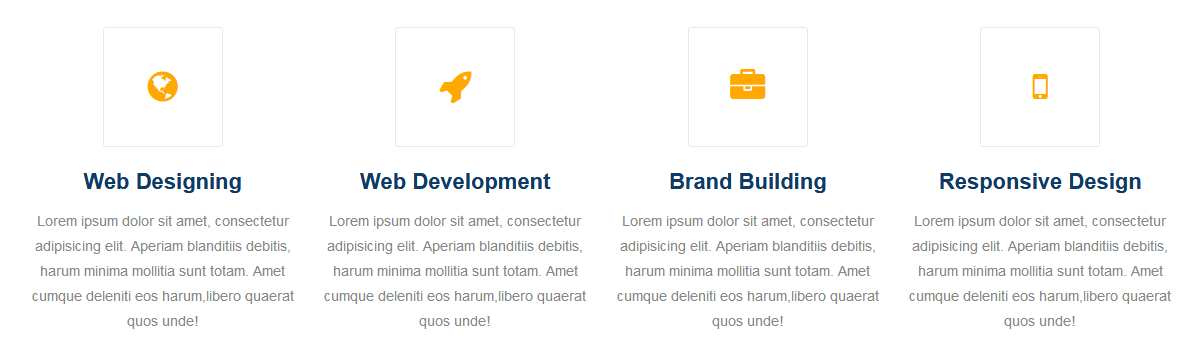 Web Designing
Lorem ipsum dolor sit amet, consectetur
adipisicing elit. Aperiam blanditiis debitis,
harum minima mollitia sunt totam. Amet
cumque deleniti eos harum,libero quaerat
quos unde!
Web Development
Lorem ipsum dolor sit amet, consectetur
adipisicing elit. Aperiam blanditiis debitis,
harum minima mollitia sunt totam. Amet
cumque deleniti eos harum,libero quaerat
quos unde!
Brand Building
Lorem ipsum dolor sit amet, consectetur
adipisicing elit. Aperiam blanditiis debitis,
harum minima mollitia sunt totam. Amet
cumque deleniti eos harum,libero quaerat
quos unde!
Responsive Design
Lorem ipsum dolor sit amet, consectetur
adipisicing elit. Aperiam blanditiis debitis,
harum minima mollitia sunt totam. Amet
cumque deleniti eos harum,libero quaerat
quos unde!